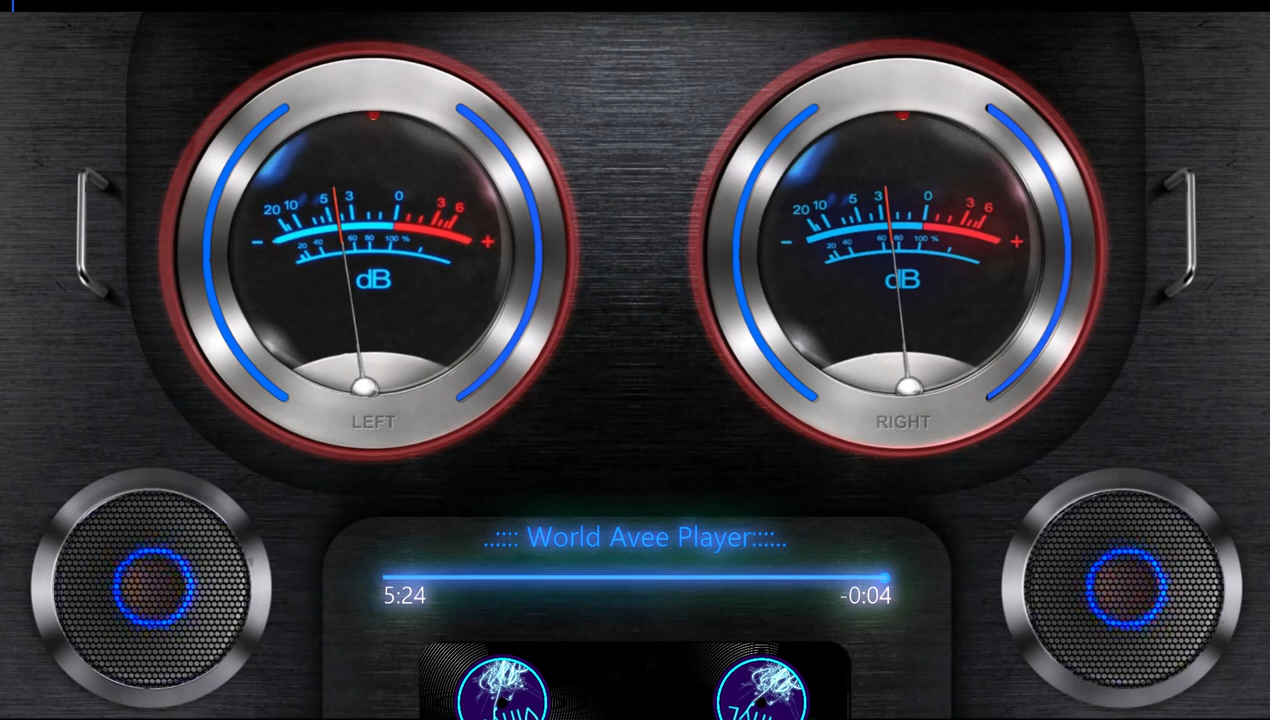 20 10 5 3 0 3 6
- +
20 40 60 80 100 %
dB
LEFT
20 10 5 3 0 3 6
- +
20 40 60 80 100 %
dB
RIGHT
..:::: World Avee Player::::..
5:24 -0:04